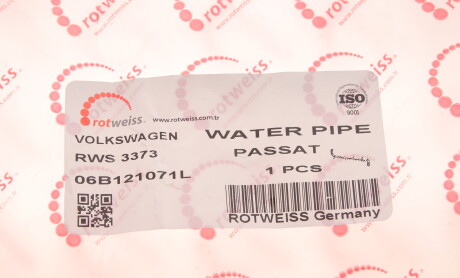 rotweiss
www.rotweiss.com.tr
ISO
9001
VOLKSWAGEN
WATER PIPE
RWS 3373
PASSAT
06B121071L
1 PCS
ROTWEISS Germany